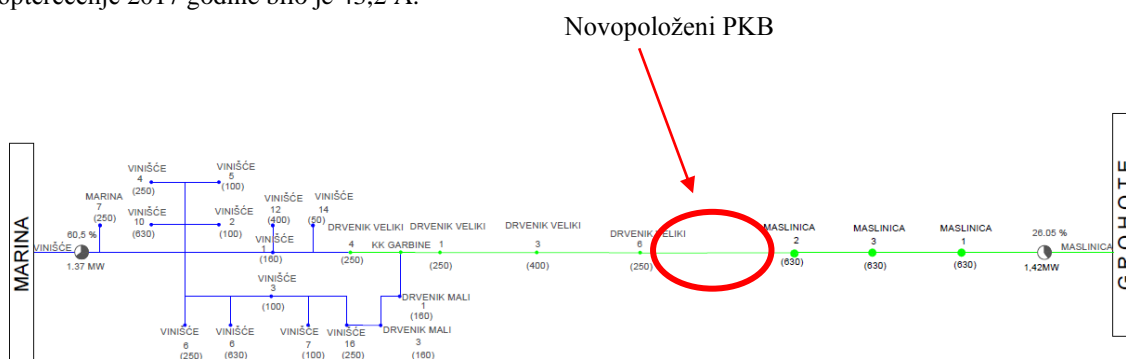 opterećenje 2017 godine bilo je 43,2 A.
Novopoloženi PKB
MARINA
VINIŠĆE
60,5 %
1.37 MW
MARINA
7
(250)
VINIŠĆE
4
(250)
VINIŠĆE
5
(100)
VINIŠĆE
10
(630)
VINIŠĆE
2
(100)
VINIŠĆE
12
(400)
VINIŠĆE
14
(50)
VINIŠĆE
1
(160)
VINIŠĆE
3
(100)
VINIŠĆE
6
(250)
VINIŠĆE
6
(630)
VINIŠĆE
7
(100)
VINIŠĆE
16
(250)
DRVENIK MALI
3
(160)
DRVENIK MALI
1
(160)
DRVENIK VELIKI
4
(250)
KK GARBINE
DRVENIK VELIKI
1
(250)
DRVENIK VELIKI
3
(400)
DRVENIK VELIKI
6
(250)
MASLINICA
2
(630)
MASLINICA
3
(630)
MASLINICA
1
(630)
26.05 %
1,42MW
MASLINICA
GROHOTE